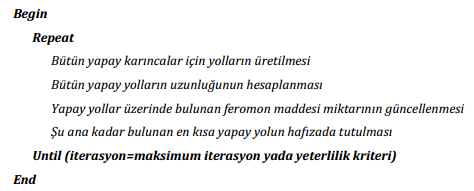 Begin
Repeat
Bütün yapay karıncalar için yolların üretilmesi
Bütün yapay yolların uzunluğunun hesaplanması
Yapay yollar üzerinde bulunan feromon maddesi miktarının güncellenmesi
Şu ana kadar bulunan en kısa yapay yolun hafızada tutulması
Until (iterasyon=maksimum iterasyon yada yeterlilik kriteri)
End